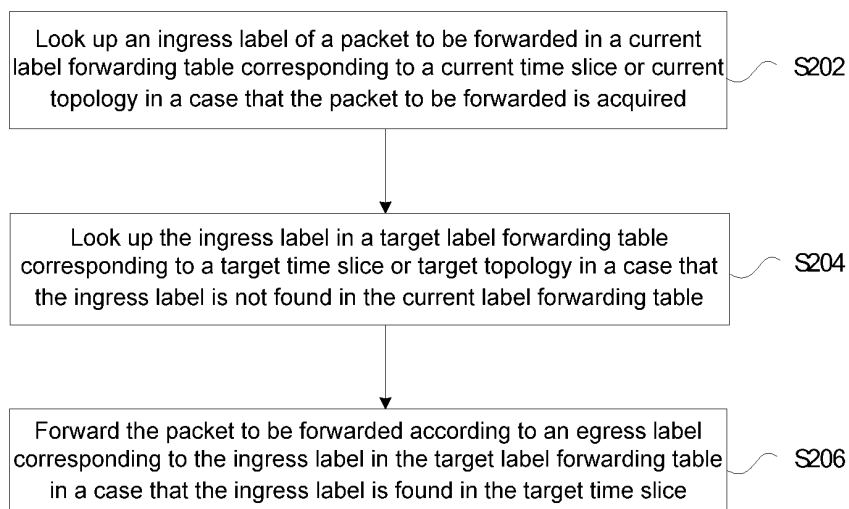 Look up an ingress label of a packet to be forwarded in a current
label forwarding table corresponding to a current time slice or current
topology in a case that the packet to be forwarded is acquired
S202
Look up the ingress label in a target label forwarding table
corresponding to a target time slice or target topology in a case that
the ingress label is not found in the current label forwarding table
S204
Forward the packet to be forwarded according to an egress label
corresponding to the ingress label in the target label forwarding table
in a case that the ingress label is found in the target time slice
S206